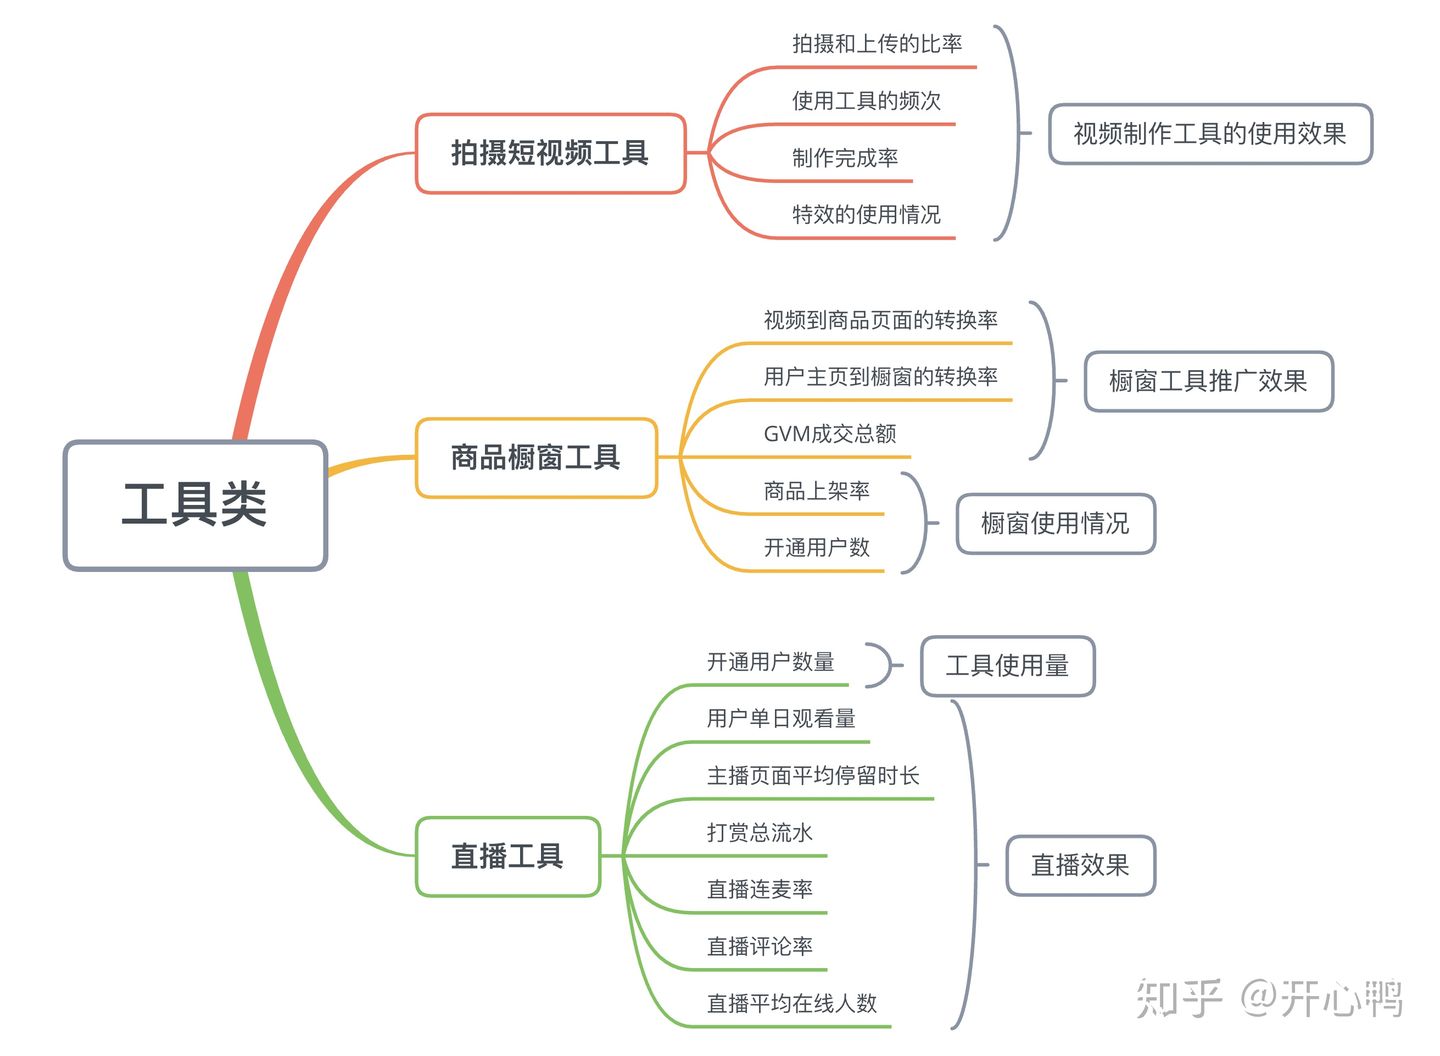 工具类
拍摄短视频工具
拍摄和上传的比率
使用工具的频次
制作完成率
特效的使用情况
视频制作工具的使用效果
商品橱窗工具
视频到商品页面的转换率
用户主页到橱窗的转换率
GVM成交总额
橱窗工具推广效果
商品上架率
开通用户数
橱窗使用情况
直播工具
开通用户数量
工具使用量
用户单日观看量
主播页面平均停留时长
打赏总流水
直播连麦率
直播评论率
直播平均在线人数
直播效果
知乎 @开心鸭